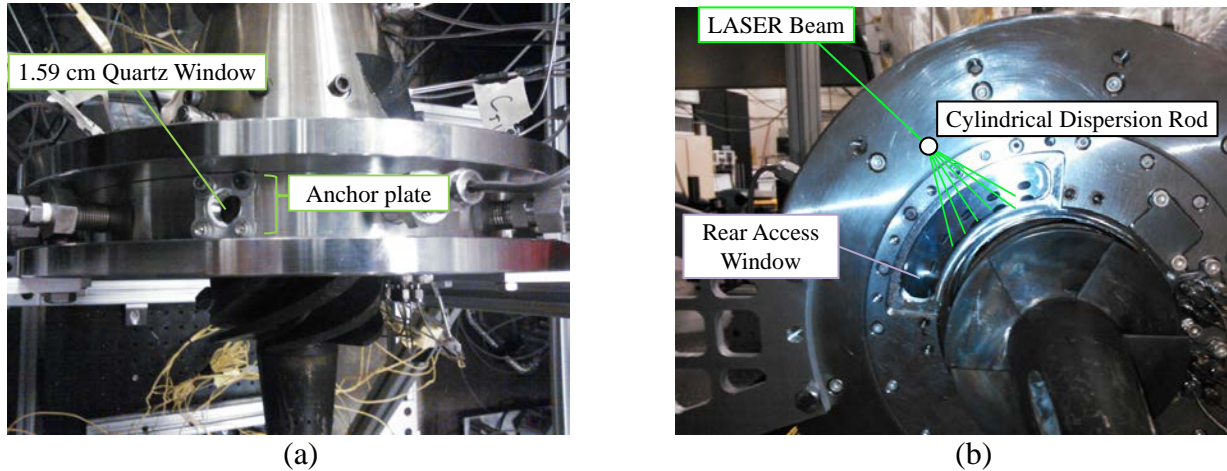 1.59 cm Quartz Window
Anchor plate
(a)
LASER Beam
Cylindrical Dispersion Rod
Rear Access
Window
(b)